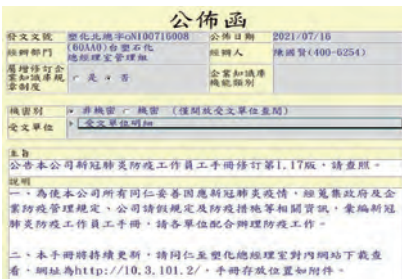 公佈函
發文文號 塑化北總字oN100716008 公佈日期 2021/07/16
經辦部門 (60AA0)台塑石化總經理室管理組 經辦人 陳國賢(400-6254)
屬增修訂企業知識庫規章制度 是 否 企業知識庫機能類別
機密別 非機密 機密 (僅開放受文單位查閱)
受文單位 受文單位明細
主旨
公告本公司新冠肺炎防疫工作員工手冊修訂第1.17版,請查照。
說明
一、為使本公司所有同仁妥善因應新冠肺炎疫情,經蒐集政府及企
業防疫管理規定、公司請假規定及防疫措施等相關資訊,彙編新冠
肺炎防疫工作員工手冊,請各單位配合辦理防疫工作。
二、本手冊將持續更新,請同仁至塑化總經理室對內網站下載查
看,網址為http://10.3.101.2/,手冊存放位置如附件。